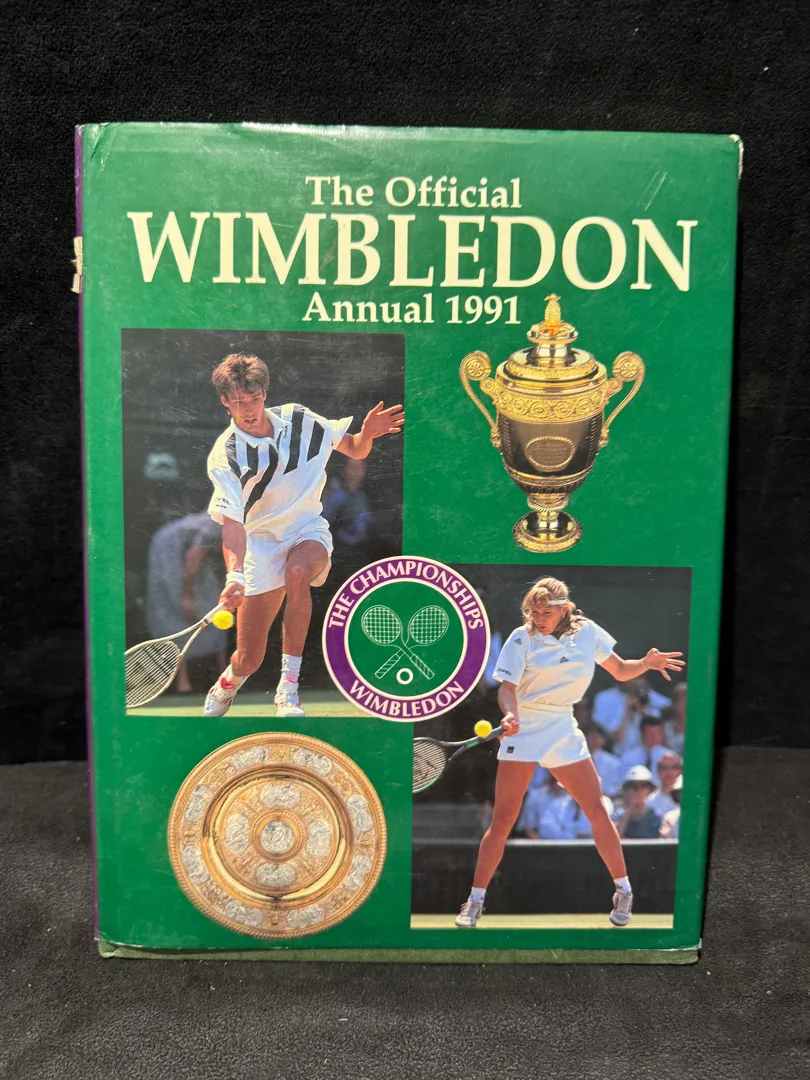 The Official
WIMBLEDON
Annual 1991
THE CHAMPIONSHIPS
WIMBLEDON